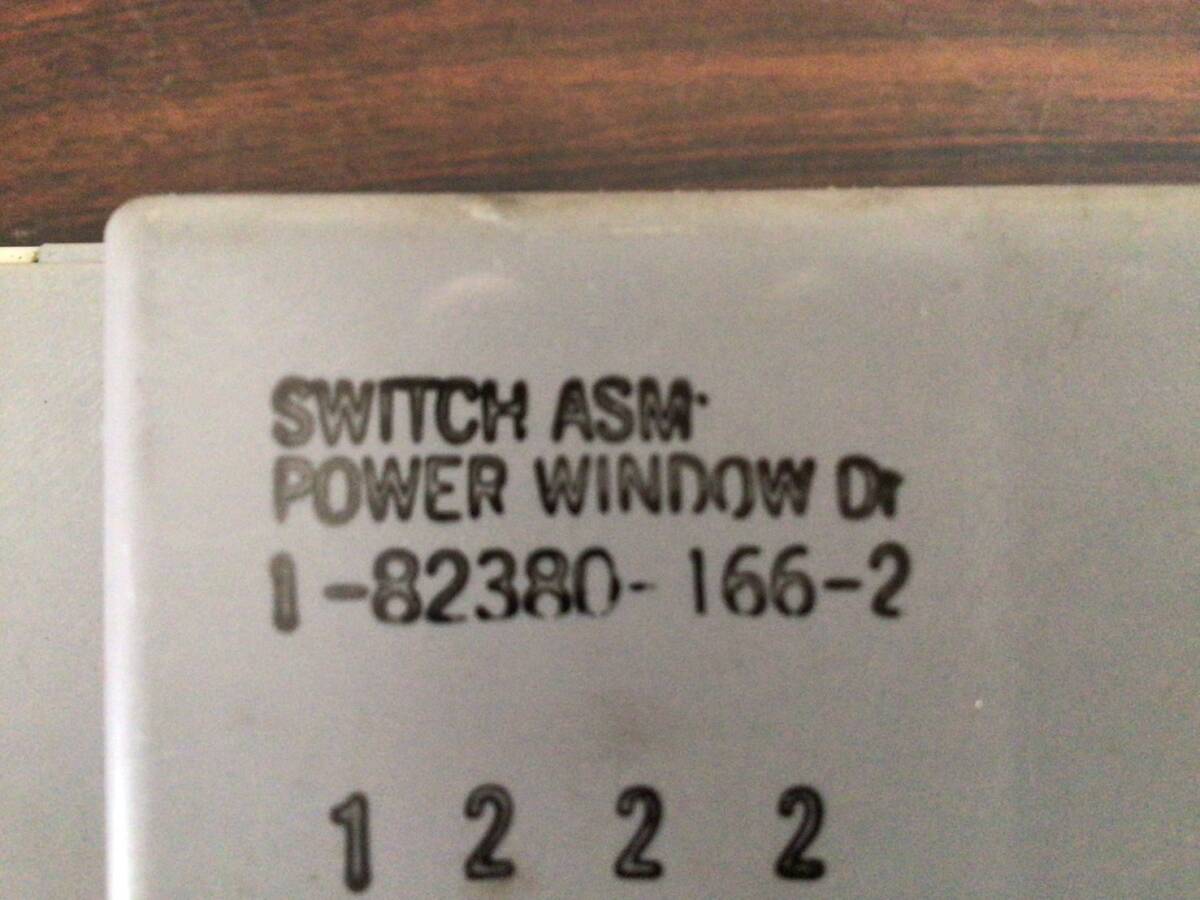 SWITCH ASM·
POWER WINDOW Dr
1-82380-166-2
1 2 2 2